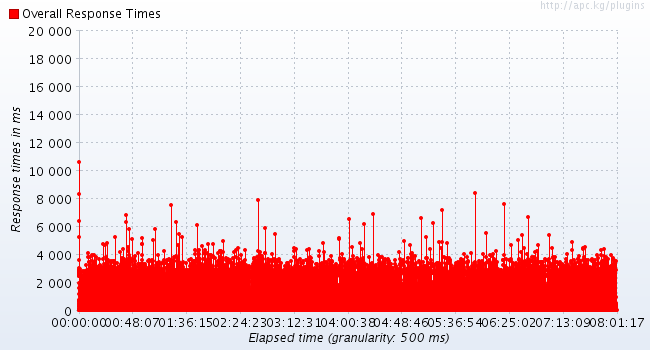 http://apc.kg/plugins
Overall Response Times
20 000
18 000
16 000
14 000
12 000
10 000
8 000
6 000
4 000
2 000
0
Response times in ms
00:00:00 00:48:07 01:36:15 02:24:23 03:12:31 04:00:38 04:48:46 05:36:54 06:25:02 07:13:09 08:01:17
Elapsed time (granularity: 500 ms)